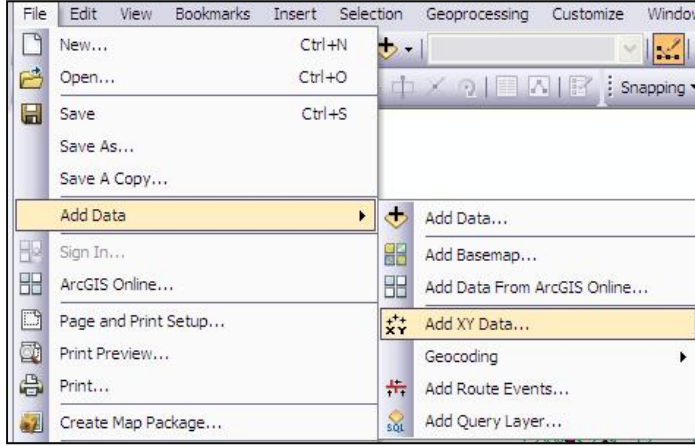 File Edit View Bookmarks Insert Selection Geoprocessing Customize
New... Ctrl+N
Open... Ctrl+O
Snapping
Save Ctrl+S
Save As...
Save A Copy...
Add Data
Add Data...
Sign In...
Add Basemap...
ArcGIS Online...
Add Data From ArcGIS Online...
Page and Print Setup...
XY Add XY Data...
Print Preview...
Geocoding
Print...
Add Route Events...
Create Map Package...
SQL Add Query Layer...